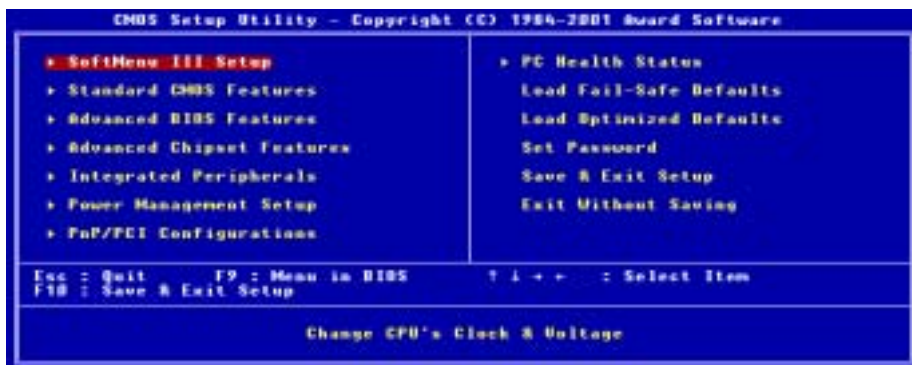 CMOS Setup Utility - Copyright (C) 1984-2001 Award Software
▸ SoftMenu III Setup
▸ Standard CMOS Features
▸ Advanced BIOS Features
▸ Advanced Chipset Features
▸ Integrated Peripherals
▸ Power Management Setup
▸ PnP/PCI Configurations
▸ PC Health Status
Load Fail-Safe Defaults
Load Optimized Defaults
Set Password
Save & Exit Setup
Exit Without Saving
Esc : Quit F9 : Menu in BIOS ↑ ↓ → ← : Select Item
F10 : Save & Exit Setup
Change CPU's Clock & Voltage